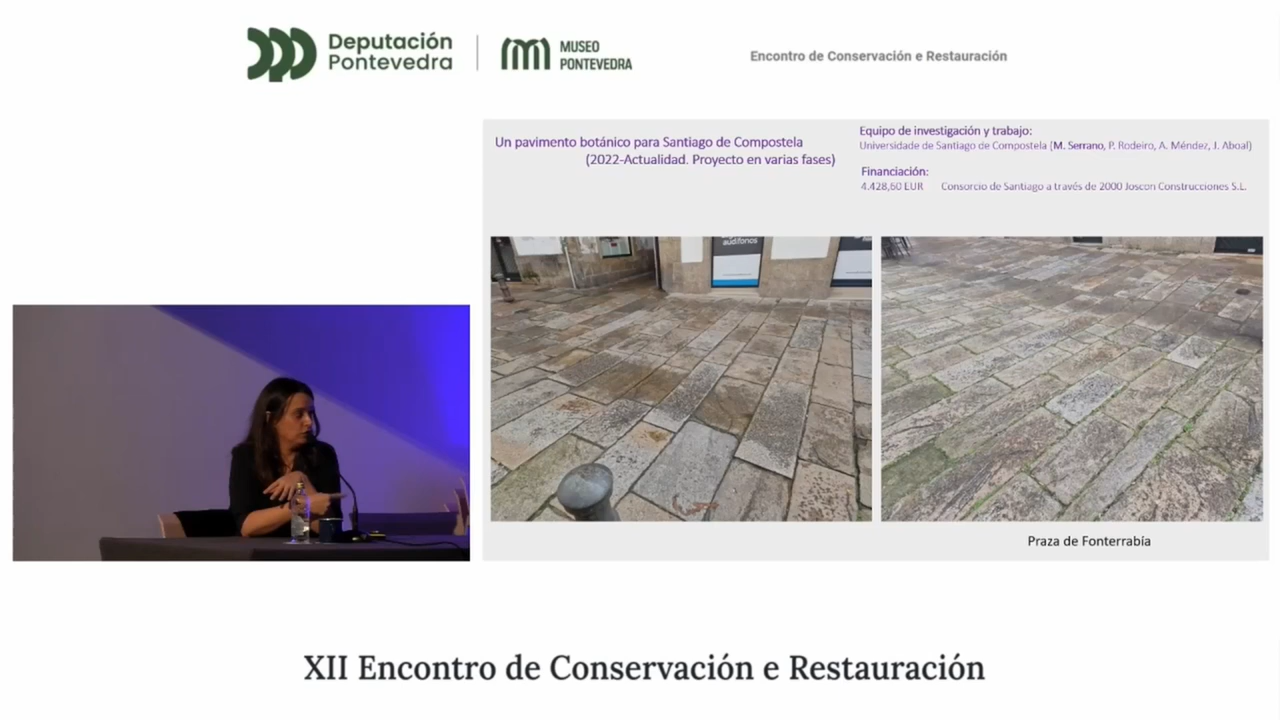 Deputación
Pontevedra
MUSEO
PONTEVEDRA
Encontro de Conservación e Restauración
Un pavimento botánico para Santiago de Compostela
(2022-Actualidad. Proyecto en varias fases)
Equipo de investigación y trabajo:
Universidade de Santiago de Compostela (M. Serrano, P. Rodeiro, A. Méndez, J. Aboal)
Financiación:
4.428,60 EUR Consorcio de Santiago a través de 2000 Joscon Construcciones S.L.
audífonos
Praza de Fonterrabía
XII Encontro de Conservación e Restauración